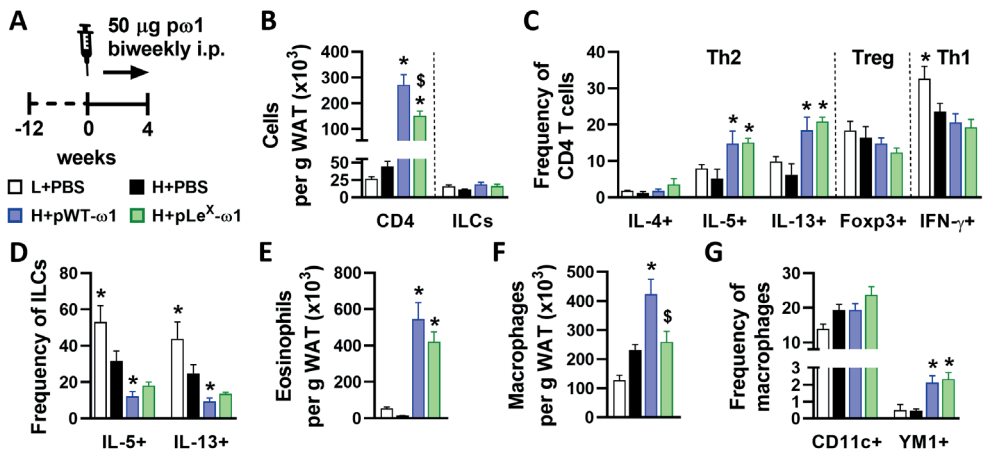 A
50 μg pω1
biweekly i.p.
-12 0 4
weeks
L+PBS H+PBS
H+pWT-ω1 H+pLeX-ω1
B
Cells
per g WAT (x10³)
400
300
200
100
50
25
0
* $ *
CD4 ILCs
C
Frequency of
CD4 T cells
40
30
20
10
0
Th2 Treg Th1
* * * * *
IL-4+ IL-5+ IL-13+ Foxp3+ IFN-γ+
D
Frequency of ILCs
80
60
40
20
0
* * * *
IL-5+ IL-13+
E
Eosinophils
per g WAT (x10³)
800
600
400
200
0
* *
F
Macrophages
per g WAT (x10³)
500
400
300
200
100
0
* $
G
Frequency of
macrophages
30
20
10
3
2
1
0
* *
CD11c+ YM1+